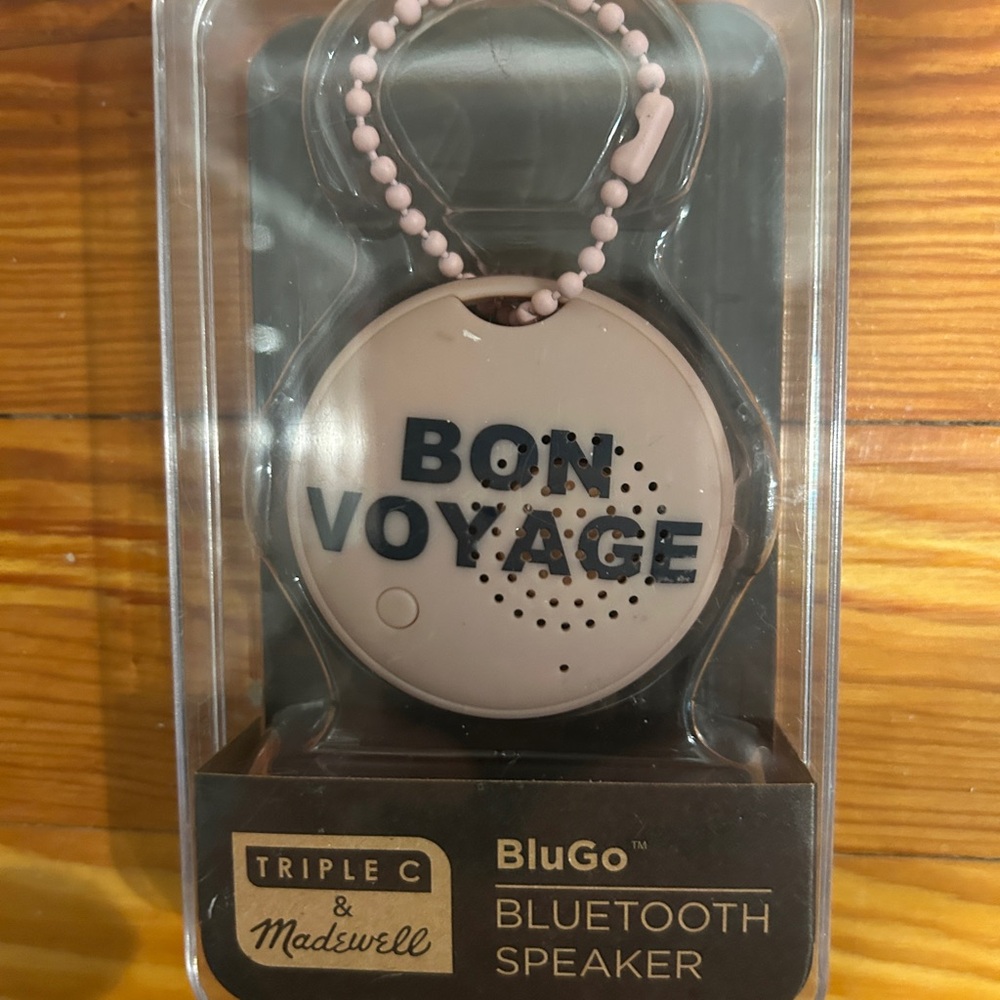 BON
VOYAGE
TRIPLE C
&
Madewell
BluGo™
BLUETOOTH
SPEAKER